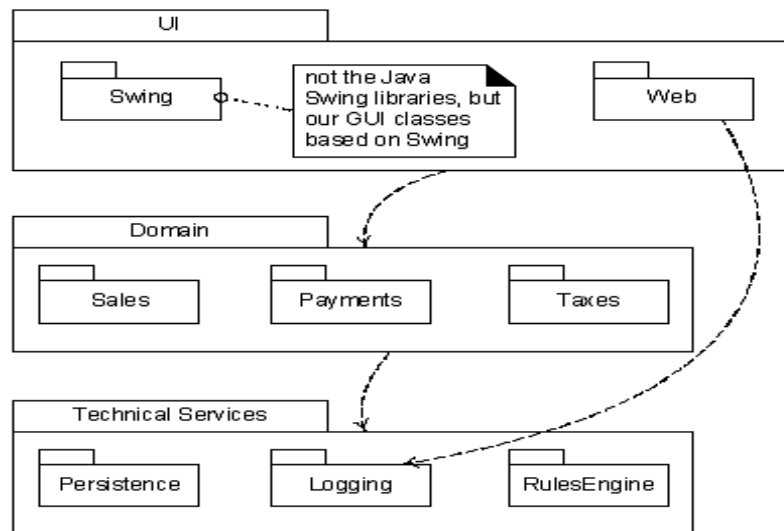 UI
Swing
not the Java
Swing libraries, but
our GUI classes
based on Swing
Web
Domain
Sales
Payments
Taxes
Technical Services
Persistence
Logging
RulesEngine